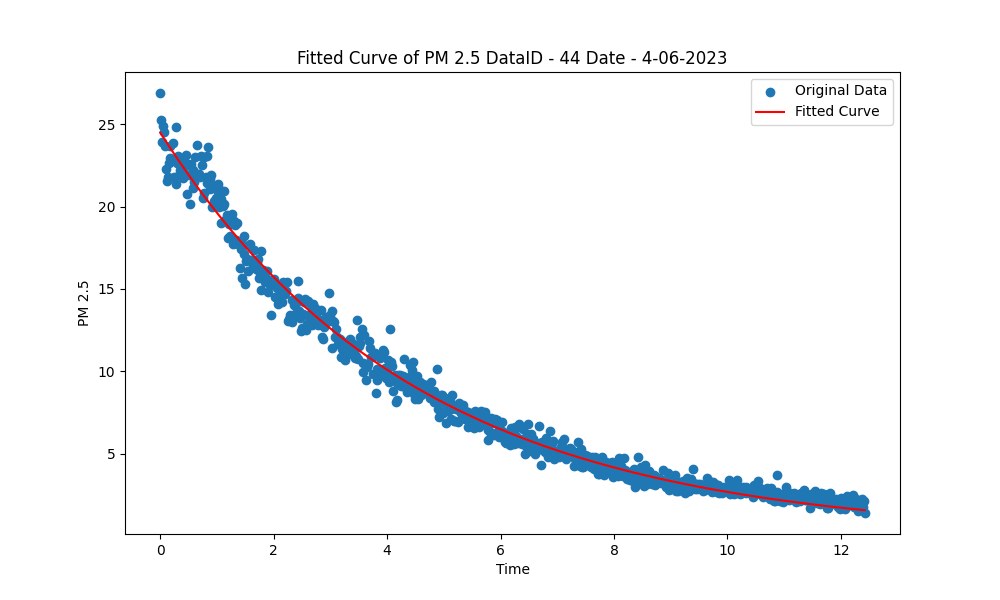 Fitted Curve of PM 2.5 DataID - 44 Date - 4-06-2023
Original Data
Fitted Curve
25
20
15
10
5
PM 2.5
0 2 4 6 8 10 12
Time